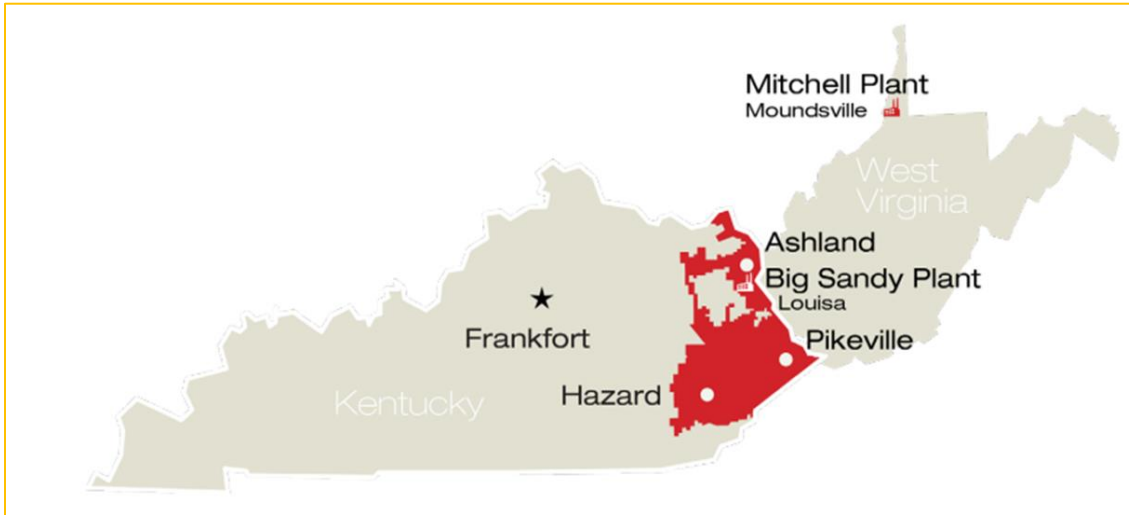 Mitchell Plant
Moundsville
West
Virginia
Ashland
Big Sandy Plant
Louisa
Frankfort
Pikeville
Hazard
Kentucky